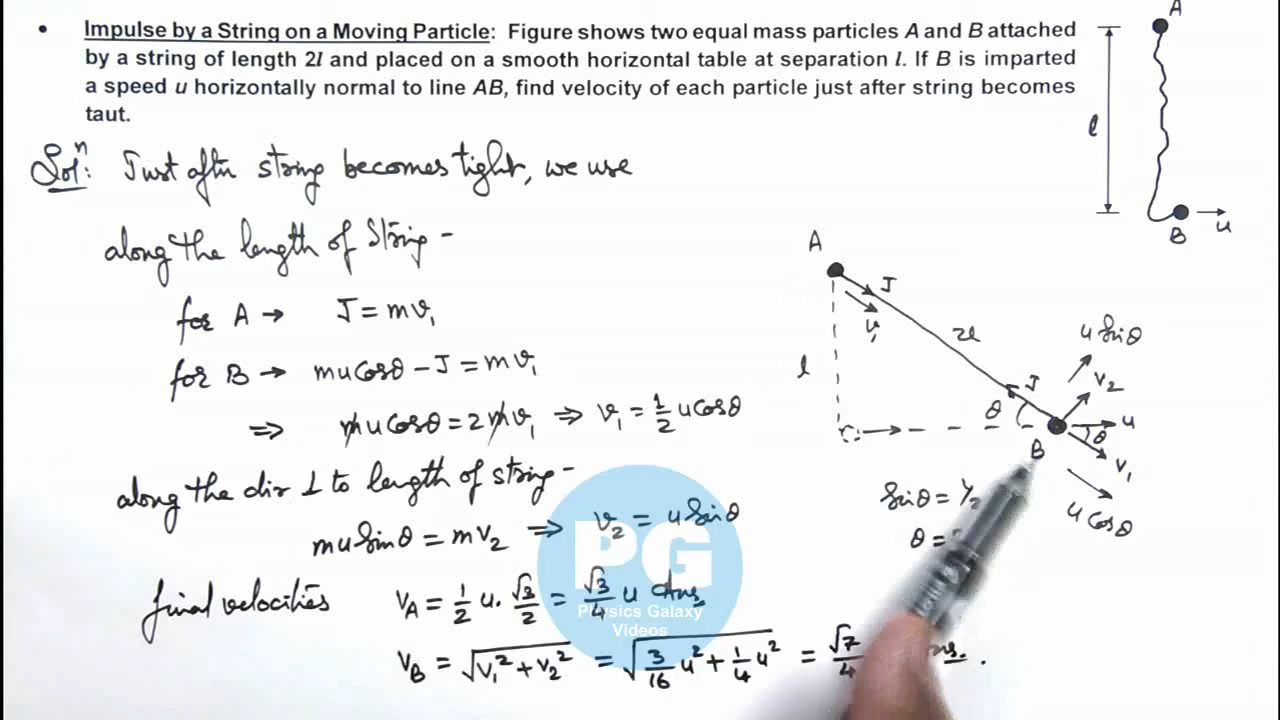 • Impulse by a String on a Moving Particle: Figure shows two equal mass particles A and B attached
by a string of length 2l and placed on a smooth horizontal table at separation l. If B is imparted
a speed u horizontally normal to line AB, find velocity of each particle just after string becomes
taut.
A
l
B
u
Solⁿ: Just after string becomes tight, we use
along the length of string -
for A → J = mv₁
for B → mu cosθ - J = mv₁
⇒ mu cosθ = 2mv₁ ⇒ v₁ = 1/2 u cosθ
along the dir ⊥ to length of string -
mu sinθ = mv₂ ⇒ v₂ = u sinθ
final velocities v_A = 1/2 u · √3/2 = √3/4 u Ans
v_B = √(v₁² + v₂²) = √(3/16 u² + 1/4 u²) = √7/4
A
J
v₁
2l
l
u sinθ
v₂
J
θ
u
θ
B
v₁
u cosθ
sinθ = 1/2
θ =
PG
Physics Galaxy
Videos